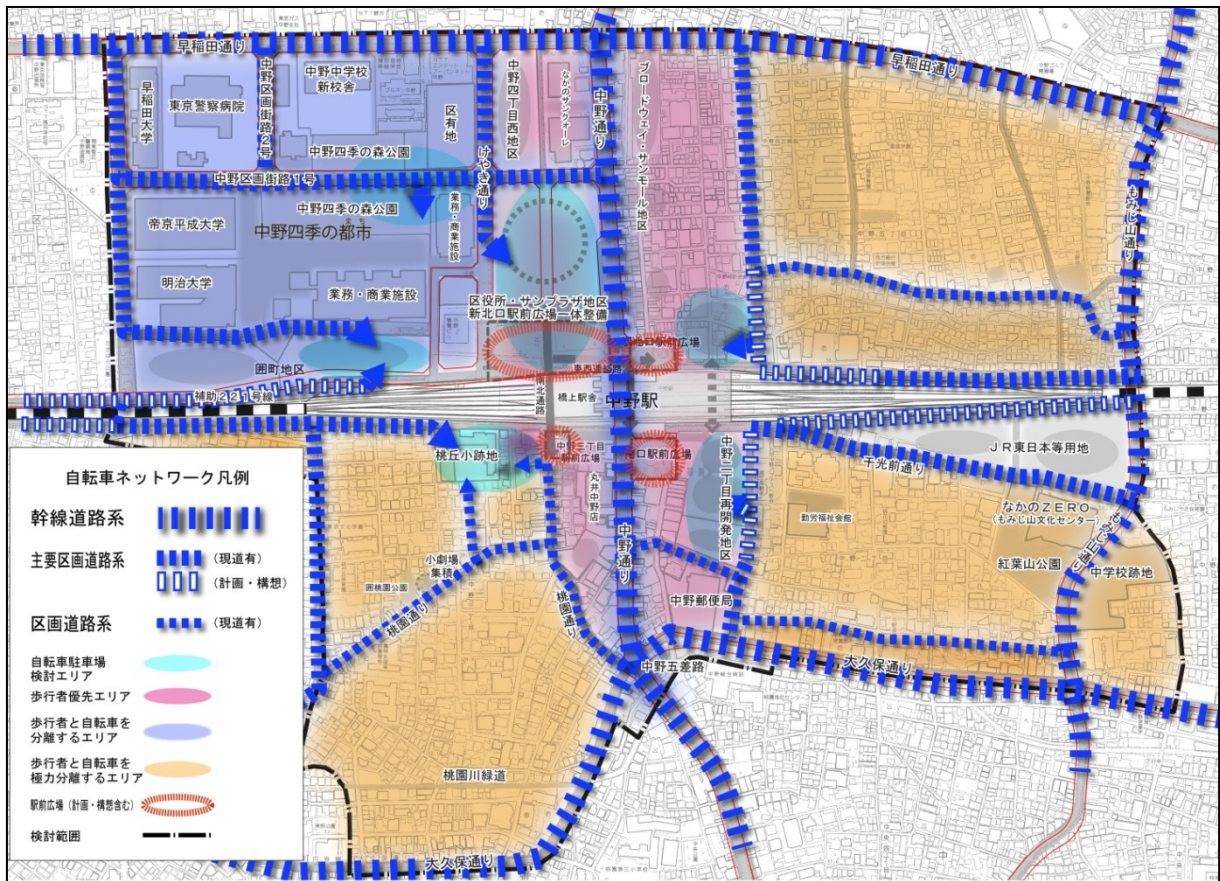 早稲田通り
早稲田通り
早稲田大学
東京警察病院
中野区画街路2号
中野中学校
新校舎
区有地
中野四丁目西地区
なかのサンクォーレ
中野通り
ブロードウェイ・サンモール地区
もみじ山通り
中野四季の森公園
中野区画街路1号
けやき通り
帝京平成大学
中野四季の森公園
中野四季の都市
業務・商業施設
明治大学
業務・商業施設
区役所・サンプラザ地区
新北口駅前広場一体整備
東西連絡路
囲町地区
補助221号線
南北通路
橋上駅舎
中野駅
桃丘小跡地
中野三丁目
駅前広場
南口駅前広場
丸井中野店
中野二丁目再開発地区
千光前通り
JR東日本等用地
勤労福祉会館
なかのZERO
(もみじ山文化センター)
もみじ山通り
紅葉山公園
中学校跡地
小劇場
集積
囲桃園公園
桃園通り
桃園通り
中野通り
中野郵便局
中野五差路
大久保通り
桃園川緑道
大久保通り
自転車ネットワーク凡例
幹線道路系
主要区画道路系
(現道有)
(計画・構想)
区画道路系
(現道有)
自転車駐車場
検討エリア
歩行者優先エリア
歩行者と自転車を
分離するエリア
歩行者と自転車を
極力分離するエリア
駅前広場(計画・構想含む)
検討範囲